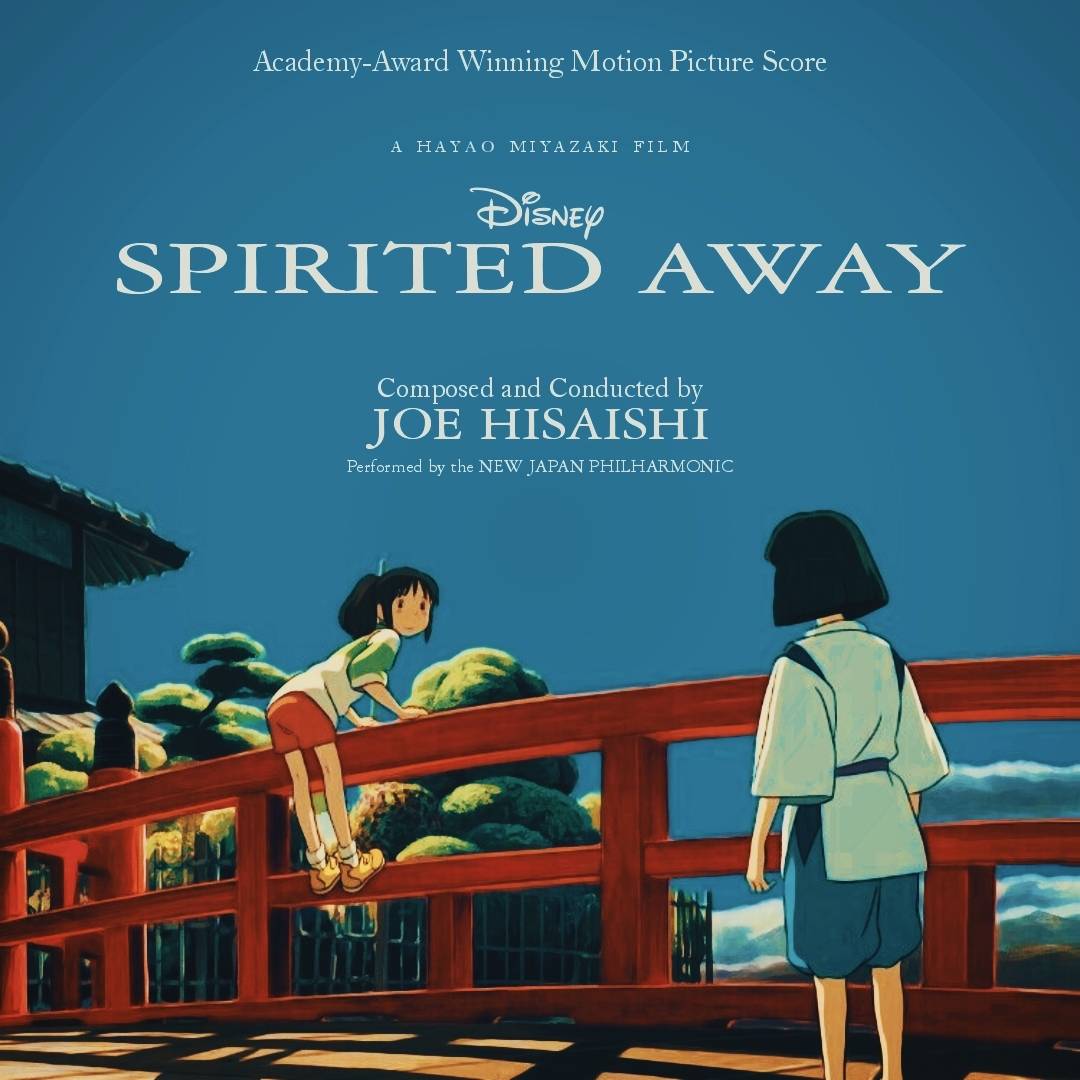 Academy-Award Winning Motion Picture Score
A HAYAO MIYAZAKI FILM
Disney
SPIRITED AWAY
Composed and Conducted by
JOE HISAISHI
Performed by the NEW JAPAN PHILHARMONIC